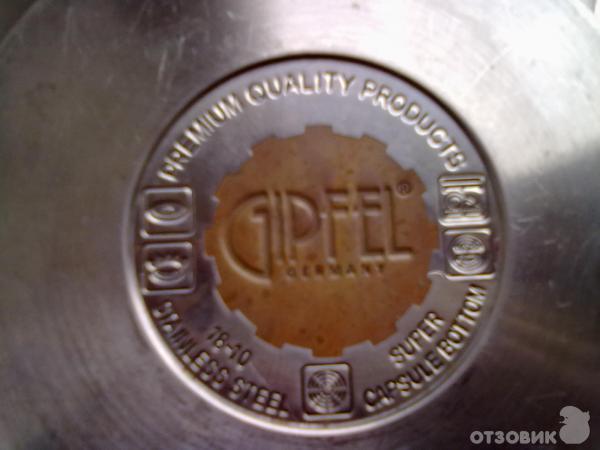 PREMIUM QUALITY PRODUCTS
GIPFEL®
GERMANY
18-10
STAINLESS STEEL
SUPER
CAPSULE BOTTOM
ОТЗОВИК